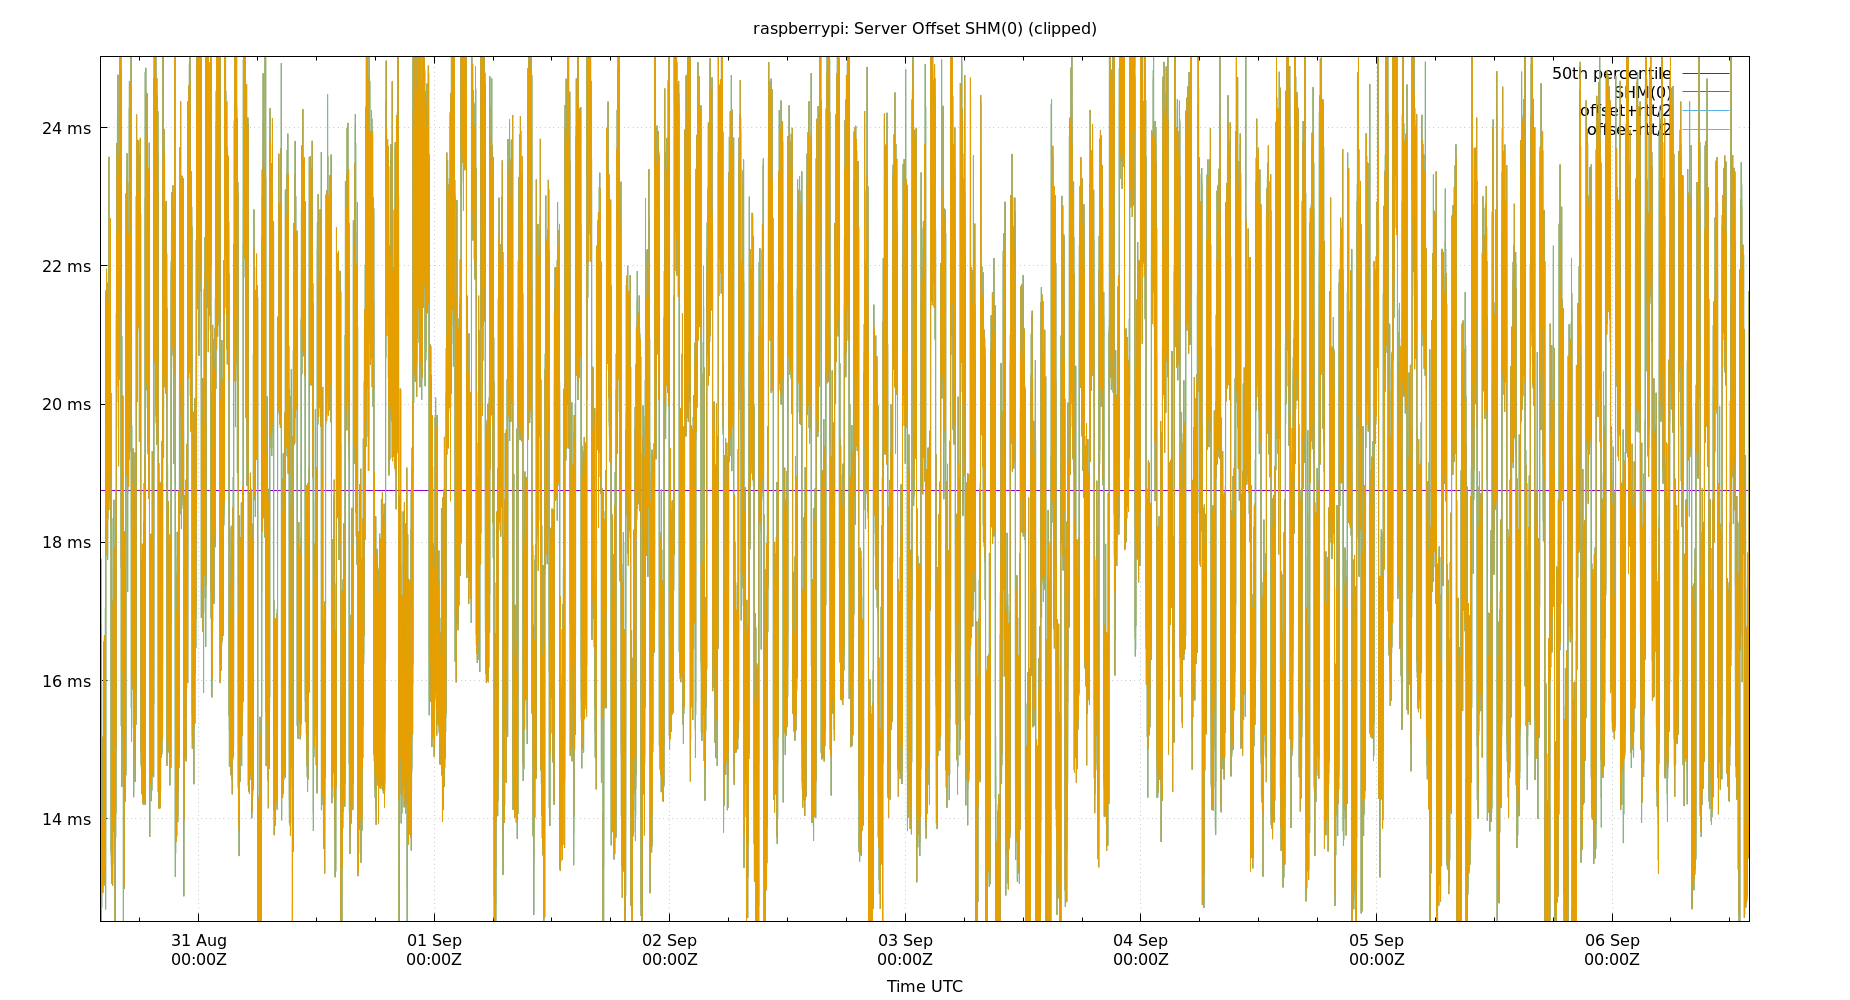 raspberrypi: Server Offset SHM(0) (clipped)
50th percentile
SHM(0)
offset+rtt/2
offset-rtt/2
24 ms
22 ms
20 ms
18 ms
16 ms
14 ms
31 Aug 01 Sep 02 Sep 03 Sep 04 Sep 05 Sep 06 Sep
00:00Z 00:00Z 00:00Z 00:00Z 00:00Z 00:00Z 00:00Z
Time UTC